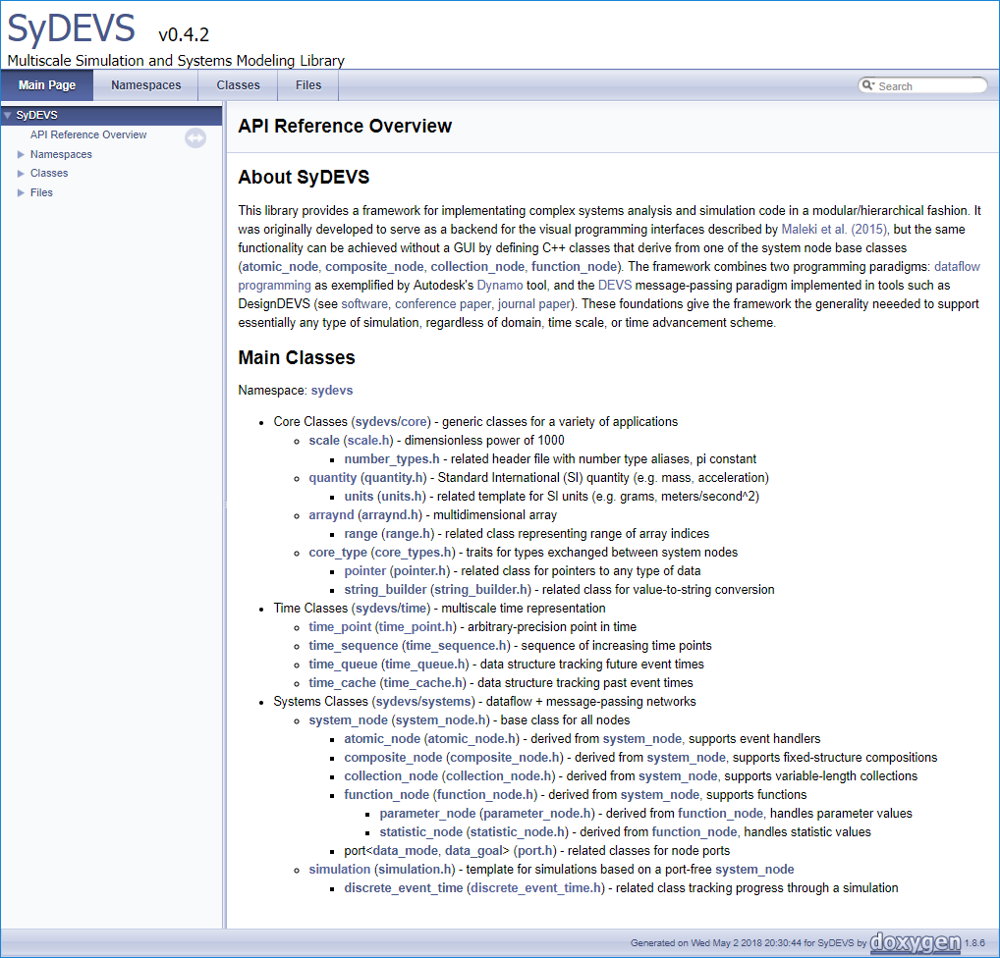 SyDEVS v0.4.2
Multiscale Simulation and Systems Modeling Library
Main Page Namespaces Classes Files Search
SyDEVS
API Reference Overview
Namespaces
Classes
Files
API Reference Overview
About SyDEVS
This library provides a framework for implementating complex systems analysis and simulation code in a modular/hierarchical fashion. It
was originally developed to serve as a backend for the visual programming interfaces described by Maleki et al. (2015), but the same
functionality can be achieved without a GUI by defining C++ classes that derive from one of the system node base classes
(atomic_node, composite_node, collection_node, function_node). The framework combines two programming paradigms: dataflow
programming as exemplified by Autodesk's Dynamo tool, and the DEVS message-passing paradigm implemented in tools such as
DesignDEVS (see software, conference paper, journal paper). These foundations give the framework the generality neeeded to support
essentially any type of simulation, regardless of domain, time scale, or time advancement scheme.
Main Classes
Namespace: sydevs
• Core Classes (sydevs/core) - generic classes for a variety of applications
◦ scale (scale.h) - dimensionless power of 1000
▪ number_types.h - related header file with number type aliases, pi constant
◦ quantity (quantity.h) - Standard International (SI) quantity (e.g. mass, acceleration)
▪ units (units.h) - related template for SI units (e.g. grams, meters/second^2)
◦ arraynd (arraynd.h) - multidimensional array
▪ range (range.h) - related class representing range of array indices
◦ core_type (core_types.h) - traits for types exchanged between system nodes
▪ pointer (pointer.h) - related class for pointers to any type of data
▪ string_builder (string_builder.h) - related class for value-to-string conversion
• Time Classes (sydevs/time) - multiscale time representation
◦ time_point (time_point.h) - arbitrary-precision point in time
◦ time_sequence (time_sequence.h) - sequence of increasing time points
◦ time_queue (time_queue.h) - data structure tracking future event times
◦ time_cache (time_cache.h) - data structure tracking past event times
• Systems Classes (sydevs/systems) - dataflow + message-passing networks
◦ system_node (system_node.h) - base class for all nodes
▪ atomic_node (atomic_node.h) - derived from system_node, supports event handlers
▪ composite_node (composite_node.h) - derived from system_node, supports fixed-structure compositions
▪ collection_node (collection_node.h) - derived from system_node, supports variable-length collections
▪ function_node (function_node.h) - derived from system_node, supports functions
▪ parameter_node (parameter_node.h) - derived from function_node, handles parameter values
▪ statistic_node (statistic_node.h) - derived from function_node, handles statistic values
▪ port<data_mode, data_goal> (port.h) - related classes for node ports
◦ simulation (simulation.h) - template for simulations based on a port-free system_node
▪ discrete_event_time (discrete_event_time.h) - related class tracking progress through a simulation
Generated on Wed May 2 2018 20:30:44 for SyDEVS by doxygen 1.8.6